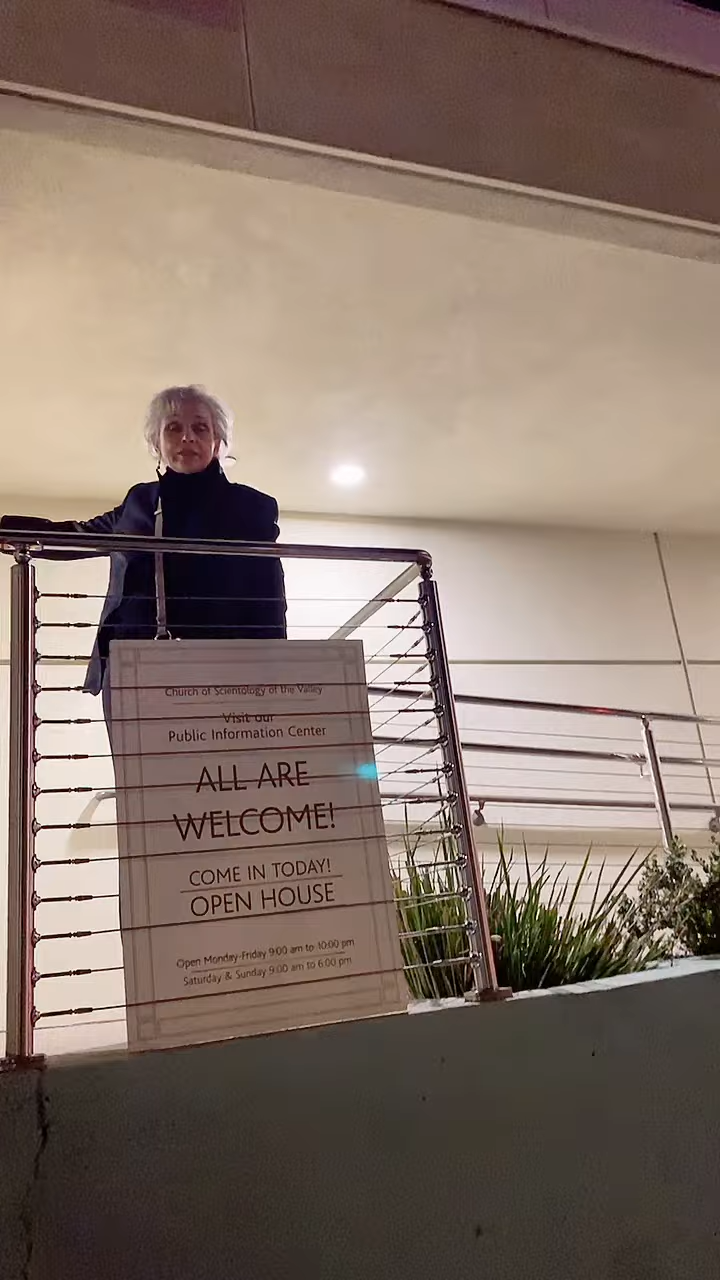 Church of Scientology of the Valley
Visit our
Public Information Center
ALL ARE
WELCOME!
COME IN TODAY!
OPEN HOUSE
Open Monday-Friday 9:00 am to 10:00 pm
Saturday & Sunday 9:00 am to 6:00 pm